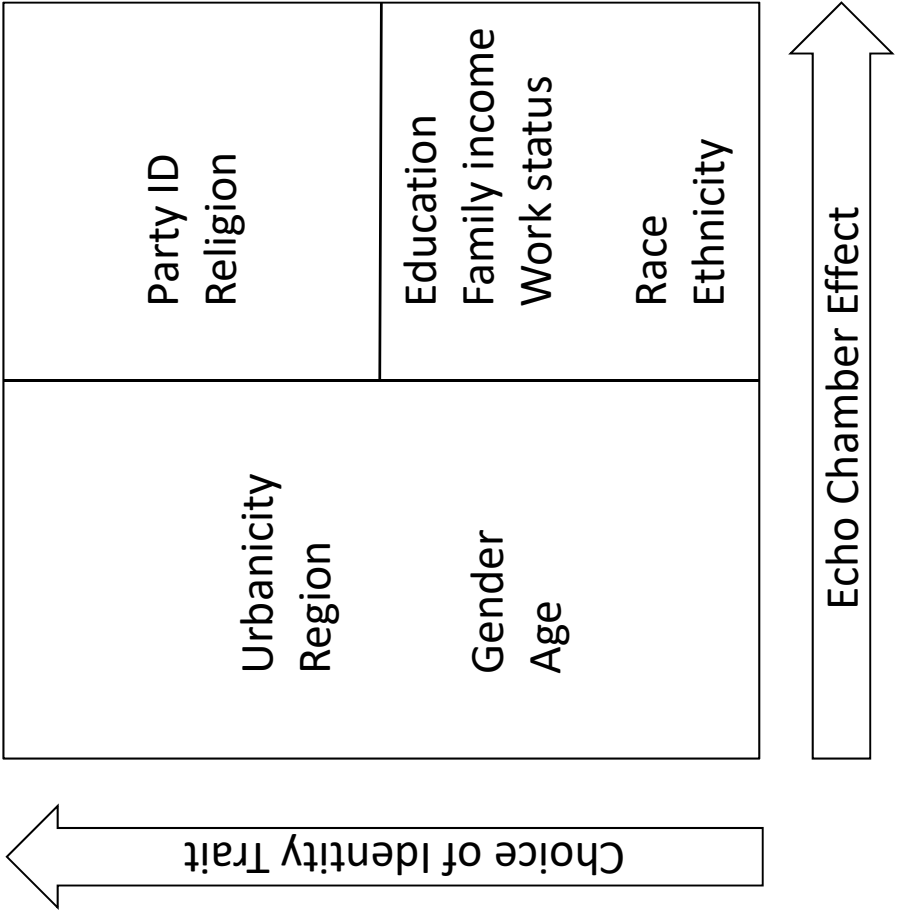 Party ID
Religion
Education
Family income
Work status
Race
Ethnicity
Urbanicity
Region
Gender
Age
Echo Chamber Effect
Choice of Identity Trait